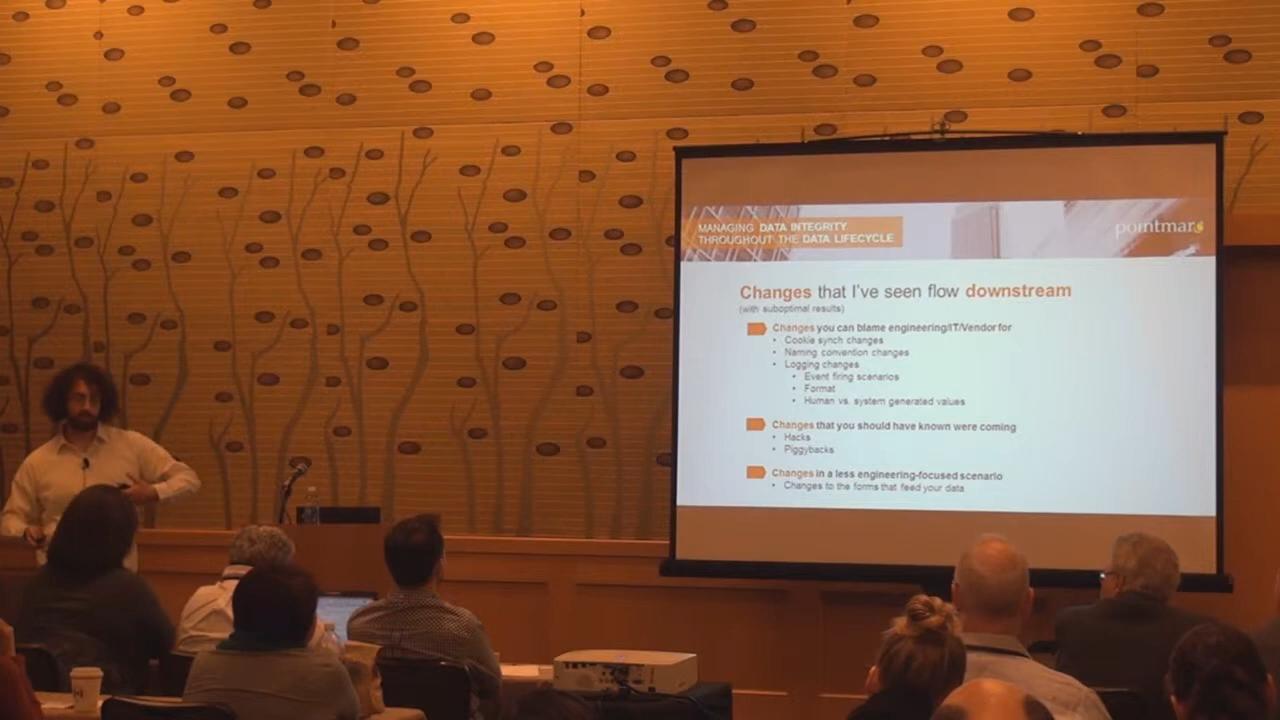 MANAGING DATA INTEGRITY
THROUGHOUT THE DATA LIFECYCLE
pointmarc
Changes that I've seen flow downstream
(with suboptimal results)
Changes you can blame engineering/IT/Vendor for
• Cookie synch changes
• Naming convention changes
• Logging changes
• Event firing scenarios
• Format
• Human vs. system generated values
Changes that you should have known were coming
• Hacks
• Piggybacks
Changes in a less engineering-focused scenario
• Changes to the forms that feed your data